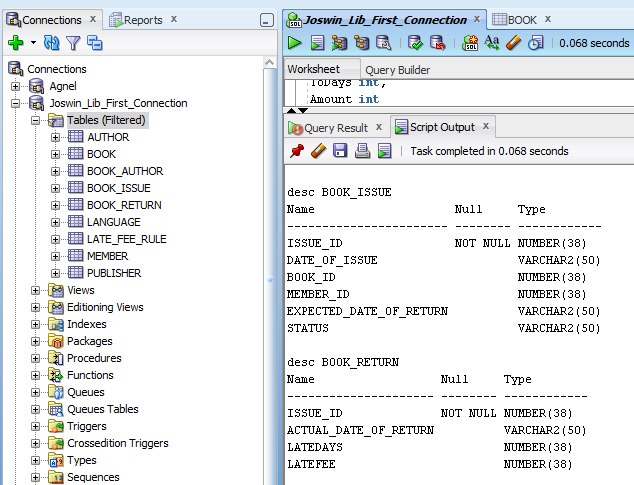 Connections
Reports
Connections
Agnel
Joswin_Lib_First_Connection
Tables (Filtered)
AUTHOR
BOOK
BOOK_AUTHOR
BOOK_ISSUE
BOOK_RETURN
LANGUAGE
LATE_FEE_RULE
MEMBER
PUBLISHER
Views
Editioning Views
Indexes
Packages
Procedures
Functions
Queues
Queues Tables
Triggers
Crossedition Triggers
Types
Sequences
Joswin_Lib_First_Connection
BOOK
0.068 seconds
Worksheet Query Builder
ToDays int,
Amount int
Query Result
Script Output
Task completed in 0.068 seconds
desc BOOK_ISSUE
Name Null Type
----------------------- -------- ------------
ISSUE_ID NOT NULL NUMBER(38)
DATE_OF_ISSUE VARCHAR2(50)
BOOK_ID NUMBER(38)
MEMBER_ID NUMBER(38)
EXPECTED_DATE_OF_RETURN VARCHAR2(50)
STATUS VARCHAR2(50)
desc BOOK_RETURN
Name Null Type
--------------------- -------- ------------
ISSUE_ID NOT NULL NUMBER(38)
ACTUAL_DATE_OF_RETURN VARCHAR2(50)
LATEDAYS NUMBER(38)
LATEFEE NUMBER(38)